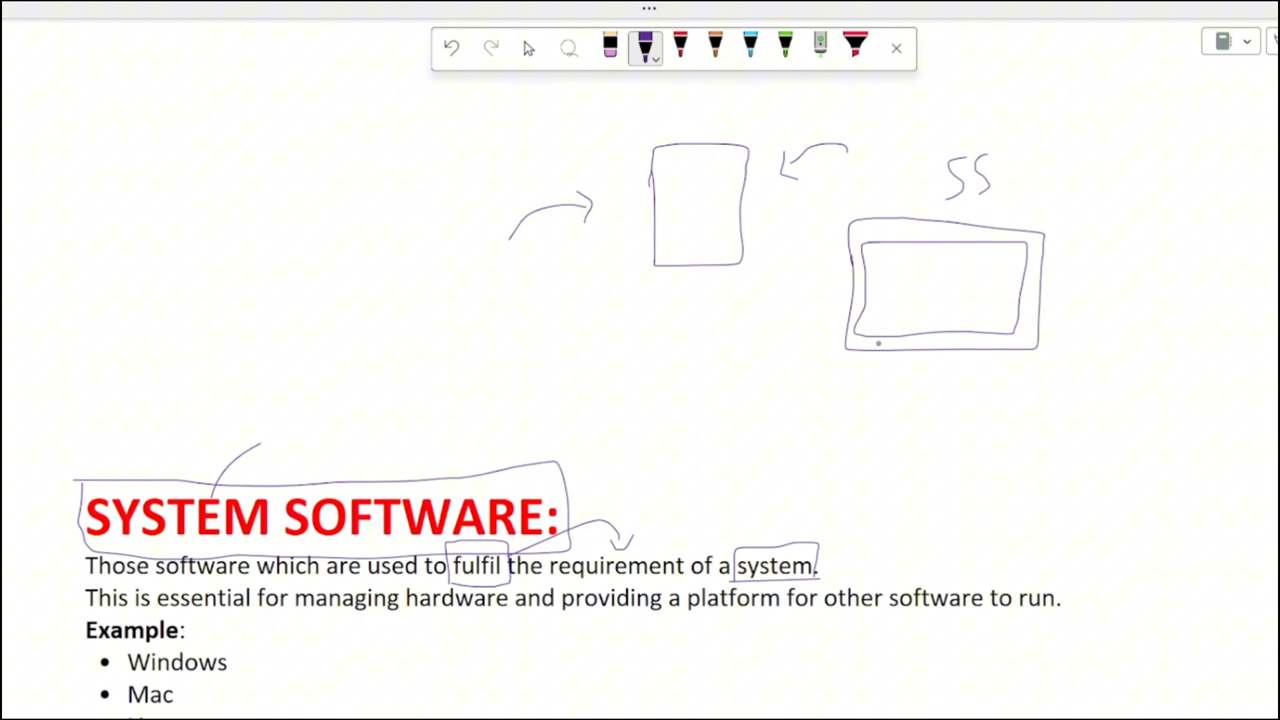 SS
SYSTEM SOFTWARE:
Those software which are used to fulfil the requirement of a system.
This is essential for managing hardware and providing a platform for other software to run.
Example:
• Windows
• Mac